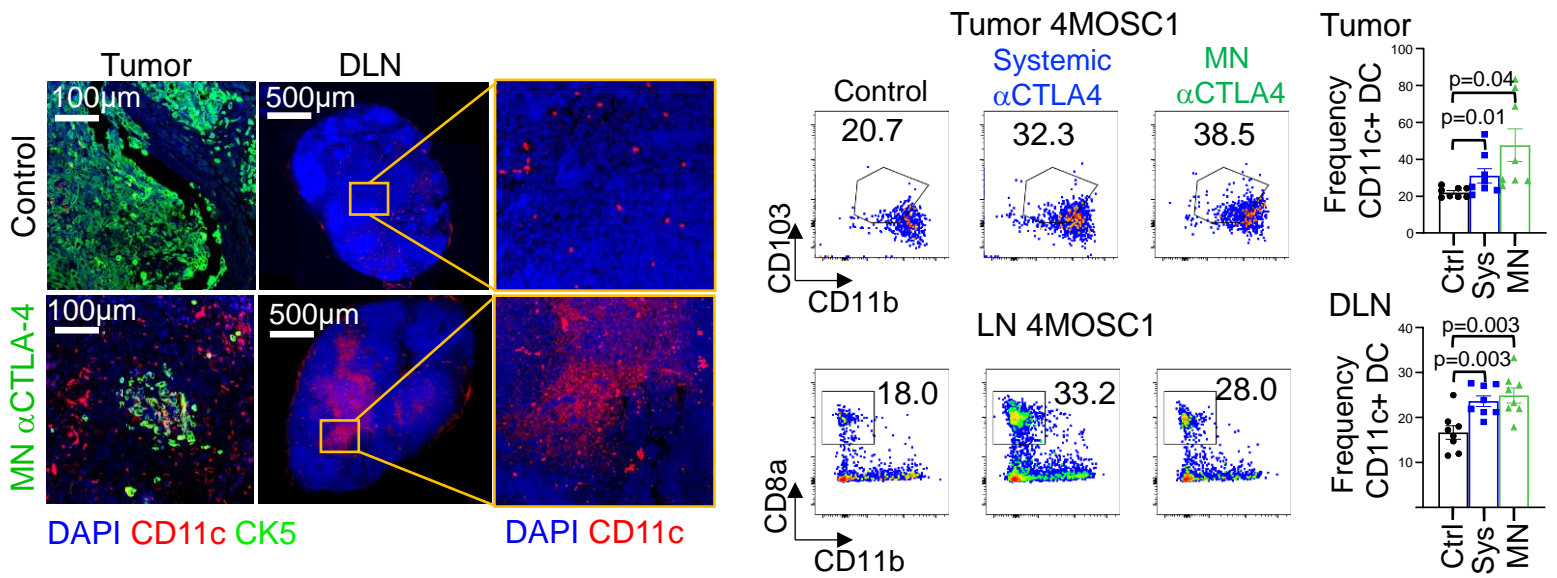 Tumor
DLN
Control
100µm
500µm
MN αCTLA-4
100µm
500µm
DAPI CD11c CK5
DAPI CD11c
Tumor 4MOSC1
Control
Systemic
αCTLA4
MN
αCTLA4
20.7
32.3
38.5
CD103
CD11b
LN 4MOSC1
18.0
33.2
28.0
CD8a
CD11b
Tumor
Frequency
CD11c+ DC
100
80
60
40
20
0
p=0.04
p=0.01
Ctrl
Sys
MN
DLN
Frequency
CD11c+ DC
40
30
20
10
p=0.003
p=0.003
Ctrl
Sys
MN